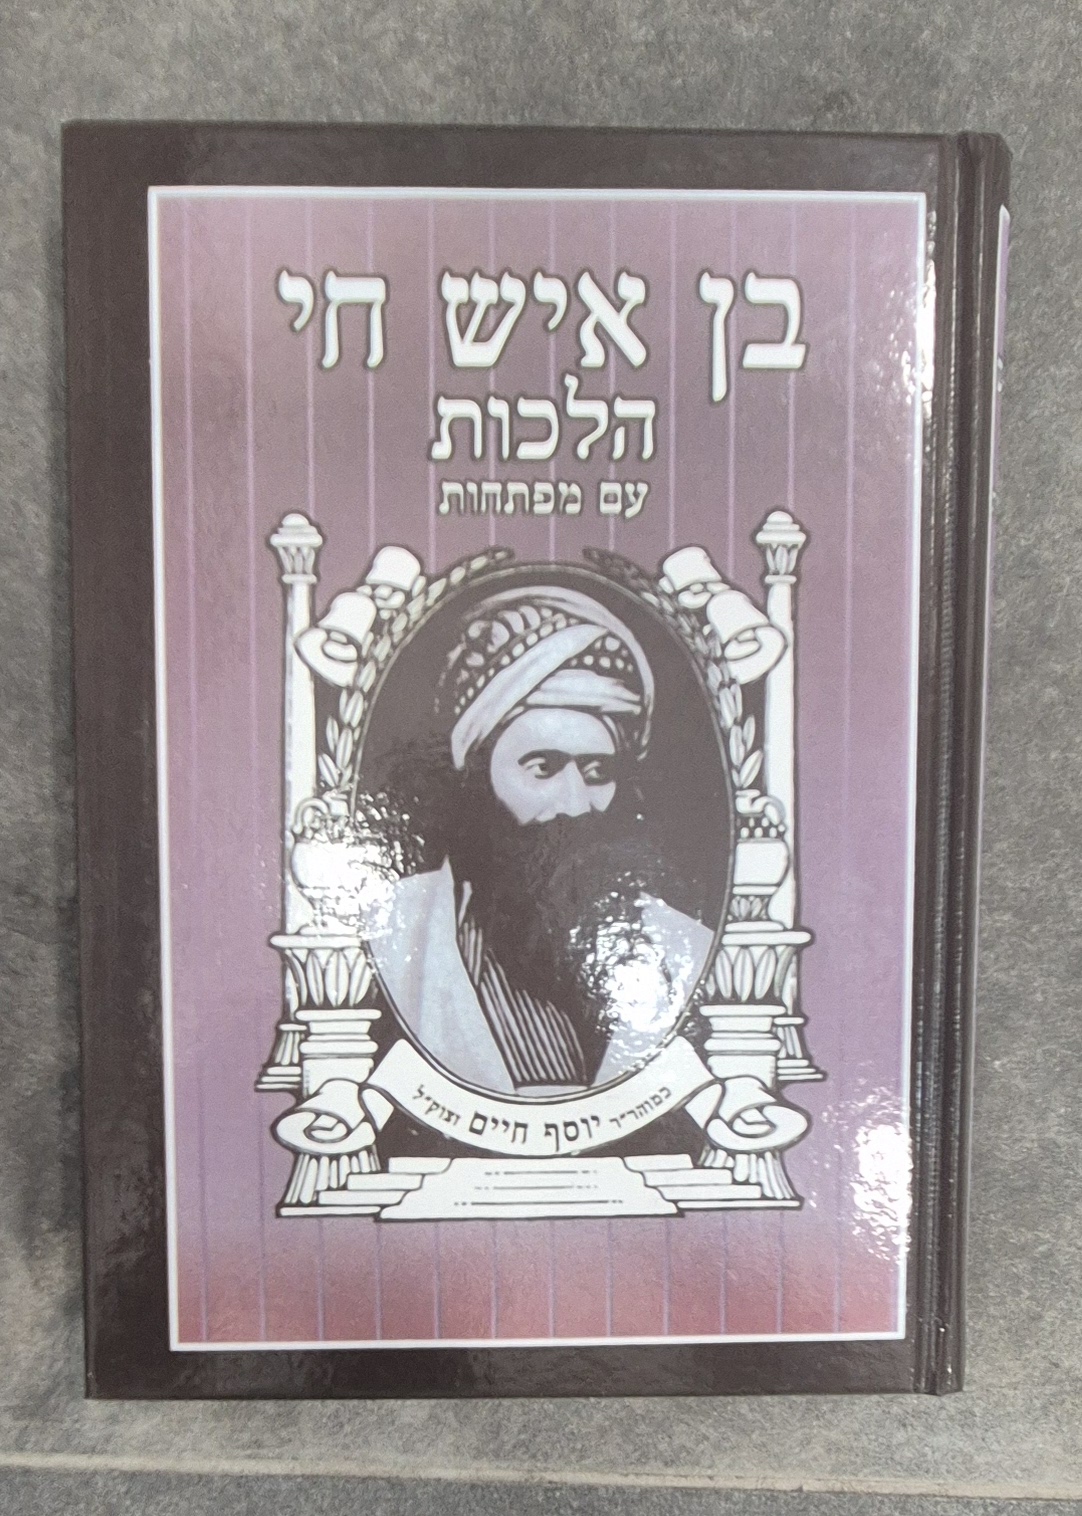 בן איש חי
הלכות
עם מפתחות
כמוהר״ר יוסף חיים זצוק״ל